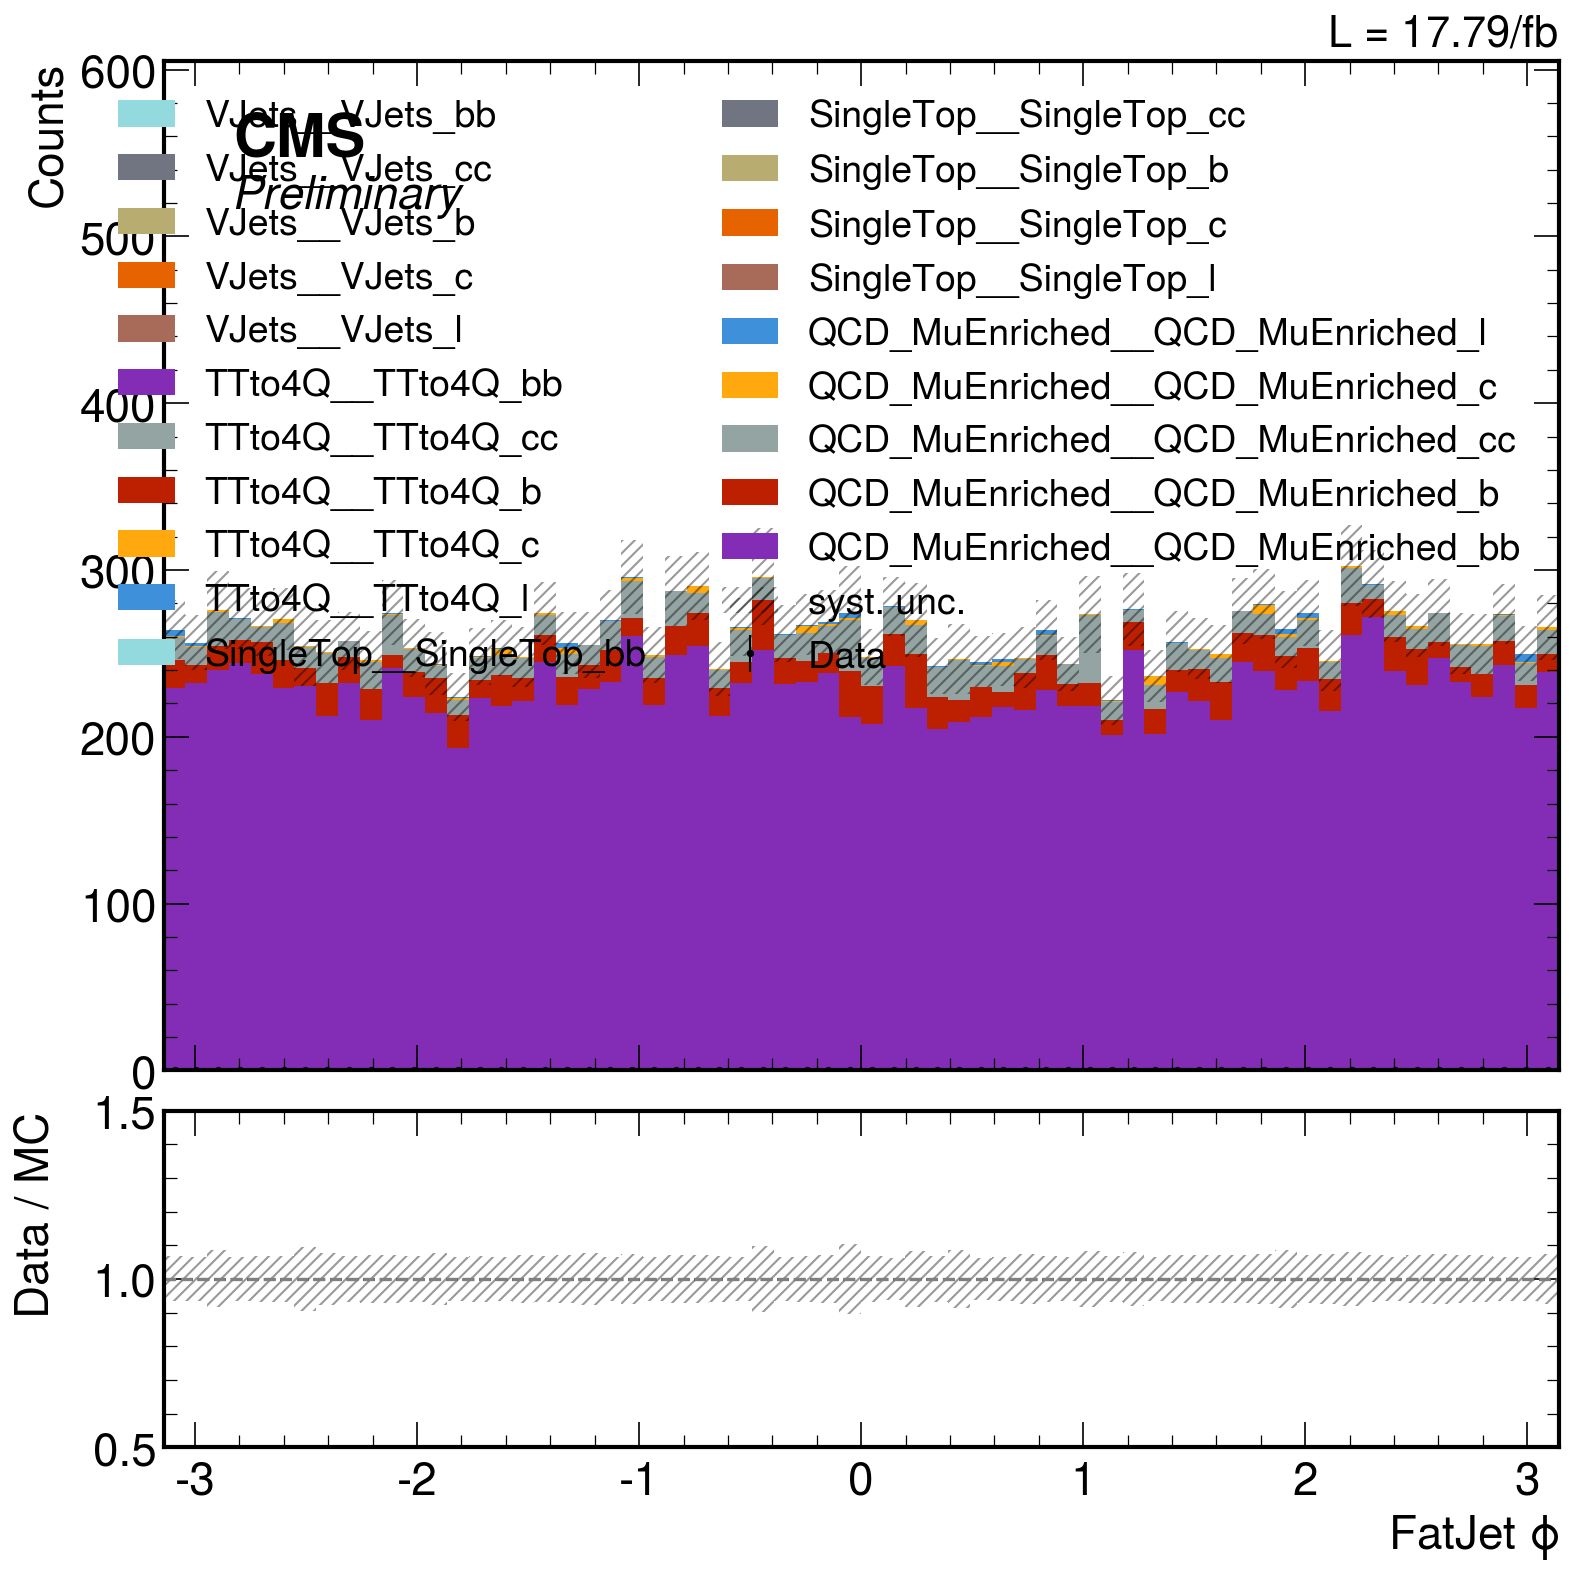 L = 17.79/fb
Counts
600
500
400
300
200
100
0
CMS
Preliminary
VJets__VJets_bb
VJets__VJets_cc
VJets__VJets_b
VJets__VJets_c
VJets__VJets_l
TTto4Q__TTto4Q_bb
TTto4Q__TTto4Q_cc
TTto4Q__TTto4Q_b
TTto4Q__TTto4Q_c
TTto4Q__TTto4Q_l
SingleTop__SingleTop_bb
SingleTop__SingleTop_cc
SingleTop__SingleTop_b
SingleTop__SingleTop_c
SingleTop__SingleTop_l
QCD_MuEnriched__QCD_MuEnriched_l
QCD_MuEnriched__QCD_MuEnriched_c
QCD_MuEnriched__QCD_MuEnriched_cc
QCD_MuEnriched__QCD_MuEnriched_b
QCD_MuEnriched__QCD_MuEnriched_bb
syst. unc.
Data
Data / MC
1.5
1.0
0.5
-3 -2 -1 0 1 2 3
FatJet ϕ